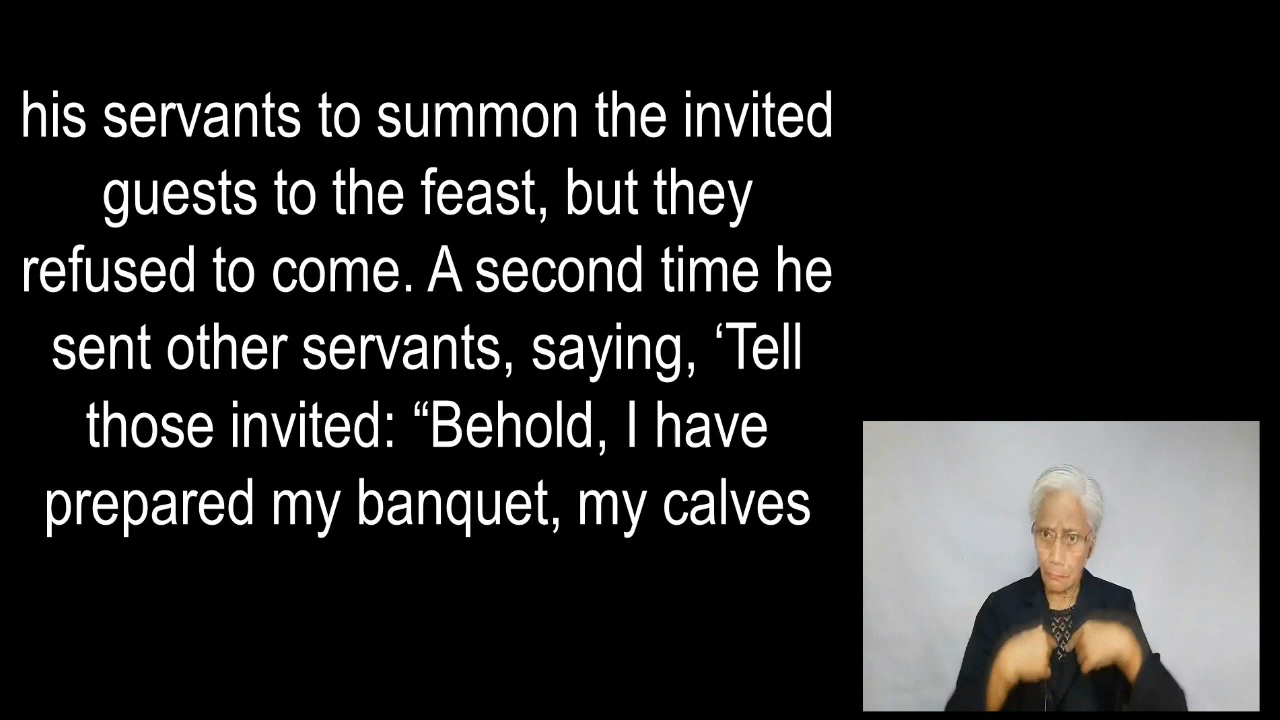 his servants to summon the invited
guests to the feast, but they
refused to come. A second time he
sent other servants, saying, ‘Tell
those invited: “Behold, I have
prepared my banquet, my calves